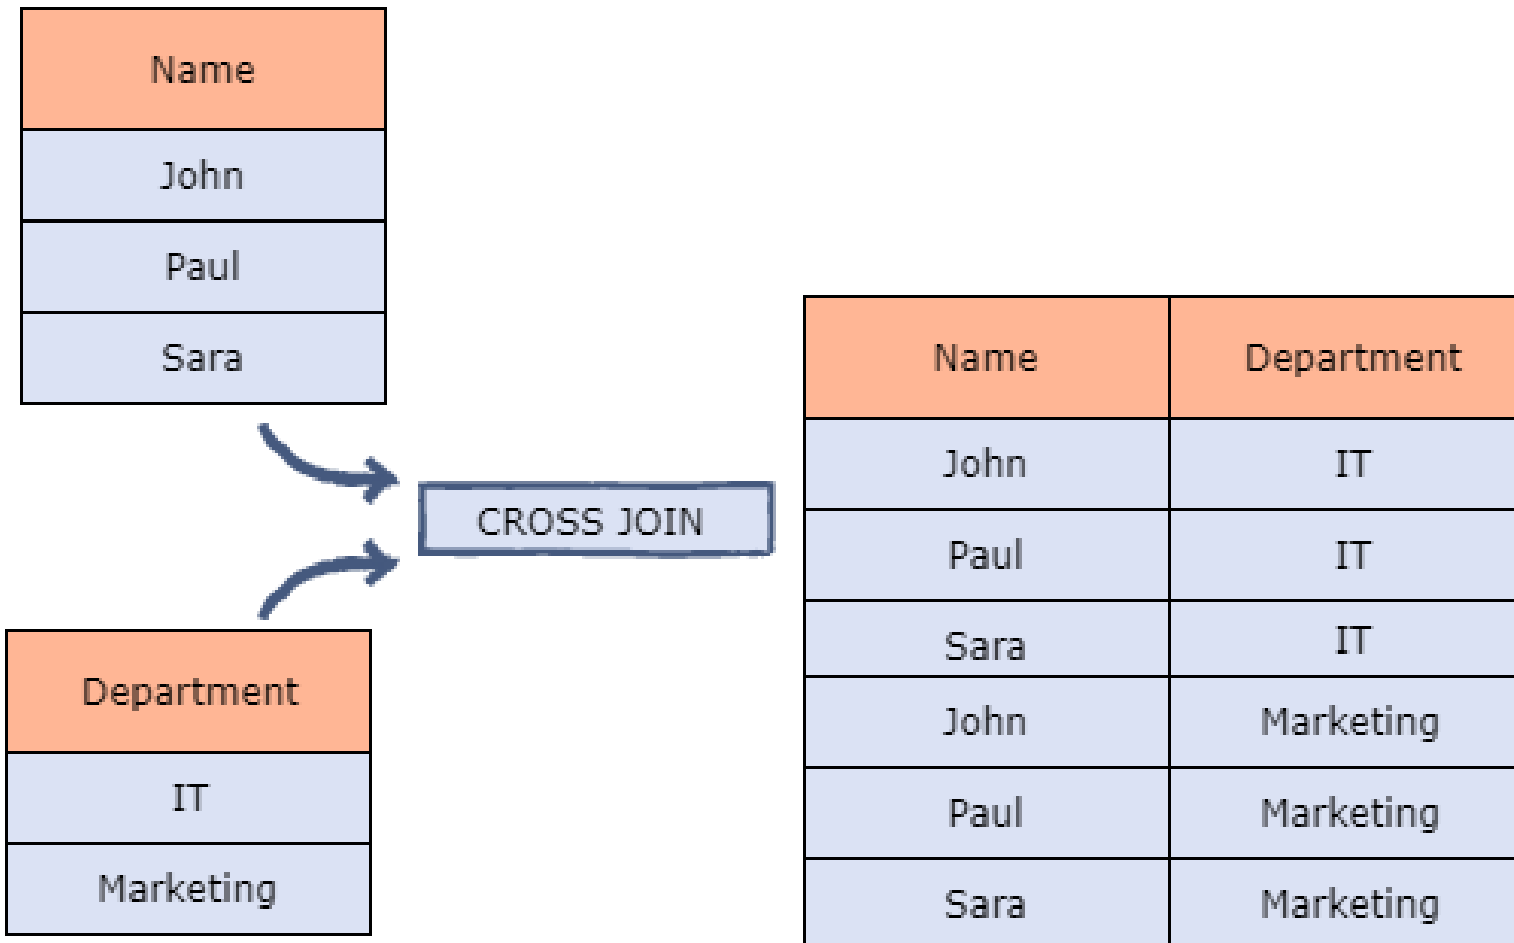 Name
John
Paul
Sara
CROSS JOIN
Department
IT
Marketing
Name Department
John IT
Paul IT
Sara IT
John Marketing
Paul Marketing
Sara Marketing